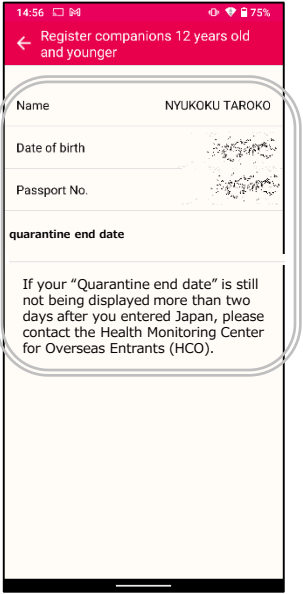 14:56 75%
Register companions 12 years old
and younger
Name NYUKOKU TAROKO
Date of birth
Passport No.
quarantine end date
If your “Quarantine end date” is still
not being displayed more than two
days after you entered Japan, please
contact the Health Monitoring Center
for Overseas Entrants (HCO).